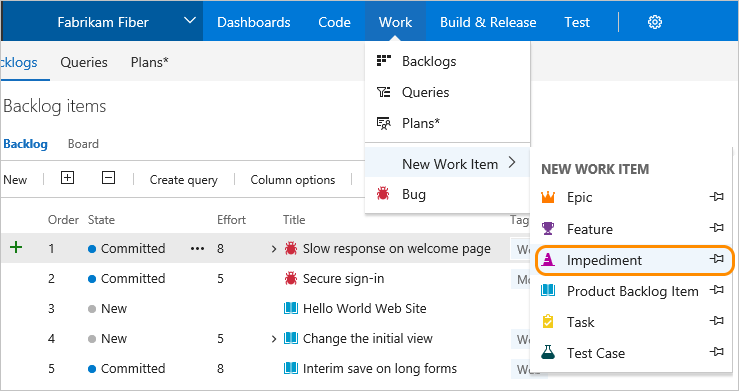 Fabrikam Fiber Dashboards Code Work Build & Release Test
cklogs Queries Plans*
Backlogs
Queries
Plans*
New Work Item
Bug
NEW WORK ITEM
Epic
Feature
Impediment
Product Backlog Item
Task
Test Case
Backlog items
Backlog Board
New Create query Column options
Order State Effort Title Tag
1 Committed ... 8 Slow response on welcome page We
2 Committed 5 Secure sign-in Mo
3 New Hello World Web Site
4 New 5 Change the initial view We
5 Committed 8 Interim save on long forms Web